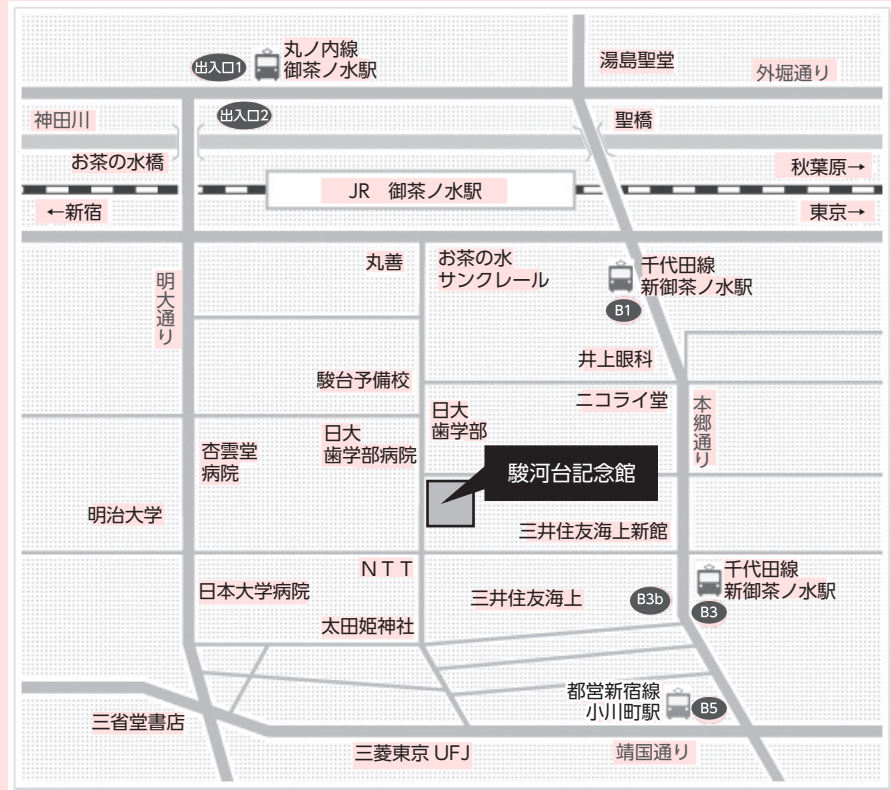 丸ノ内線
御茶ノ水駅
出入口1
湯島聖堂
外堀通り
出入口2
神田川
聖橋
お茶の水橋
秋葉原→
JR 御茶ノ水駅
←新宿
東京→
丸善
お茶の水
サンクレール
千代田線
新御茶ノ水駅
B1
明大通り
井上眼科
駿台予備校
ニコライ堂
本郷通り
日大
歯学部
日大
歯学部病院
杏雲堂
病院
駿河台記念館
明治大学
三井住友海上新館
NTT
千代田線
新御茶ノ水駅
日本大学病院
三井住友海上
B3b
B3
太田姫神社
都営新宿線
小川町駅
B5
三省堂書店
三菱東京UFJ
靖国通り